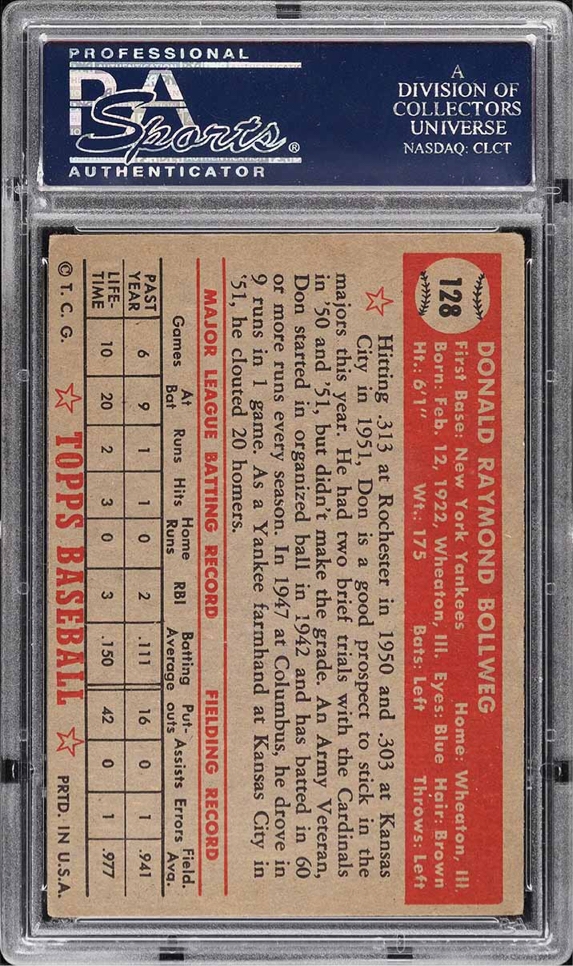 PROFESSIONAL
PSA
Sports®
AUTHENTICATOR
A
DIVISION OF
COLLECTORS
UNIVERSE
NASDAQ: CLCT
128
DONALD RAYMOND BOLLWEG
First Base: New York Yankees Home: Wheaton, Ill.
Born: Feb. 12, 1922, Wheaton, Ill. Eyes: Blue Hair: Brown
Ht.: 6'1" Wt.: 175 Bats: Left Throws: Left
Hitting .313 at Rochester in 1950 and .303 at Kansas
City in 1951, Don is a good prospect to stick in the
majors this year. He had two brief trials with the Cardinals
in '50 and '51, but didn't make the grade. An Army Veteran,
Don started in organized ball in 1942 and has batted in 60
or more runs every season. In 1947 at Columbus, he drove in
9 runs in 1 game. As a Yankee farmhand at Kansas City in
'51, he clouted 20 homers.
MAJOR LEAGUE BATTING RECORD FIELDING RECORD
Games At Bat Runs Hits Home Runs RBI Batting Average Put-outs Assists Errors Field. Avg.
PAST YEAR 6 9 1 1 0 2 .111 16 0 1 .941
LIFE-TIME 10 20 2 3 0 3 .150 42 0 1 .977
© T. C. G. TOPPS BASEBALL PRTD. IN U.S.A.